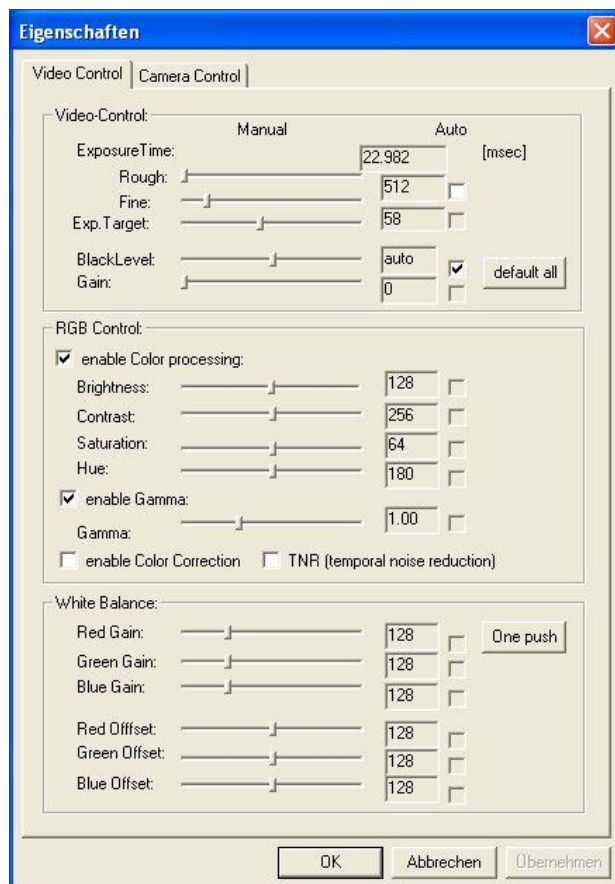 Eigenschaften
Video Control Camera Control
Video-Control:
Manual Auto
ExposureTime: 22.982 [msec]
Rough: 512
Fine:
Exp.Target: 58
BlackLevel: auto default all
Gain: 0
RGB Control:
enable Color processing:
Brightness: 128
Contrast: 256
Saturation: 64
Hue: 180
enable Gamma:
Gamma: 1.00
enable Color Correction TNR (temporal noise reduction)
White Balance:
Red Gain: 128 One push
Green Gain: 128
Blue Gain: 128
Red Offfset: 128
Green Offset: 128
Blue Offset: 128
OK Abbrechen Übernehmen